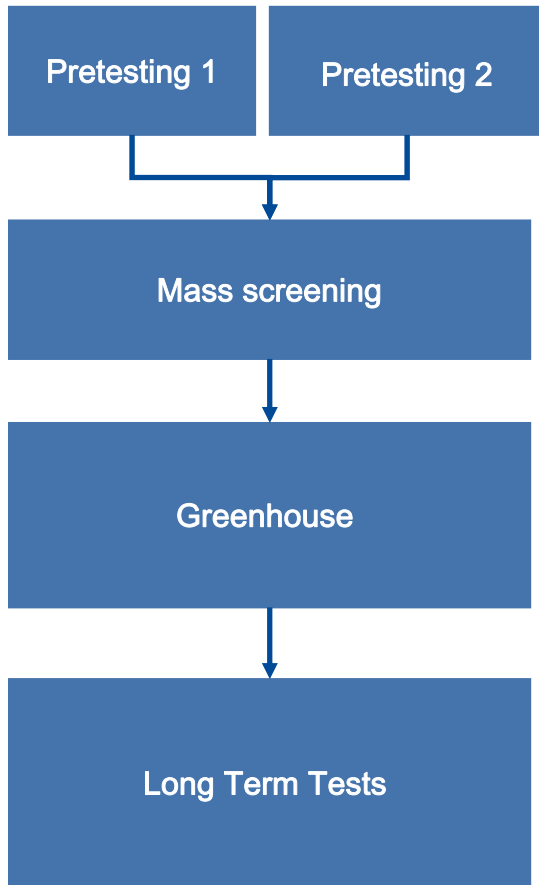 Pretesting 1
Pretesting 2
Mass screening
Greenhouse
Long Term Tests